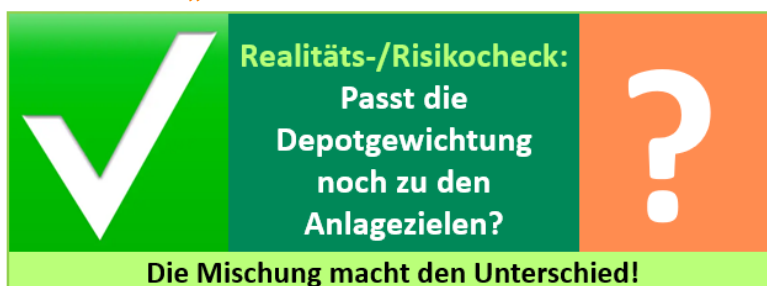 Realitäts-/Risikocheck:
Passt die
Depotgewichtung
noch zu den
Anlagezielen?
?
Die Mischung macht den Unterschied!